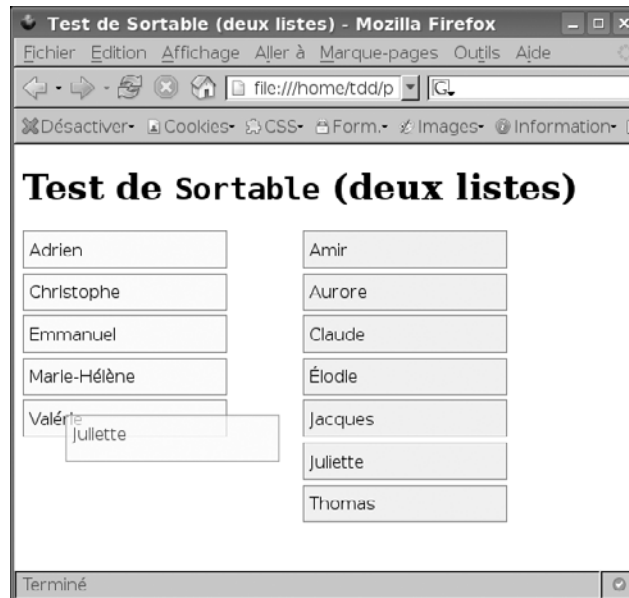 Test de Sortable (deux listes) - Mozilla Firefox
Fichier Edition Affichage Aller à Marque-pages Outils Aide
file:///home/tdd/p G
Désactiver Cookies CSS Form. Images Information
Test de Sortable (deux listes)
Adrien
Christophe
Emmanuel
Marie-Hélène
Valérie
Juliette
Amir
Aurore
Claude
Élodie
Jacques
Juliette
Thomas
Terminé